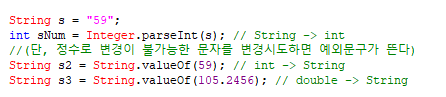 String s = "59";
int sNum = Integer.parseInt(s); // String -> int
//(단, 정수로 변경이 불가능한 문자를 변경시도하면 예외문구가 뜬다)
String s2 = String.valueOf(59); // int -> String
String s3 = String.valueOf(105.2456); // double -> String